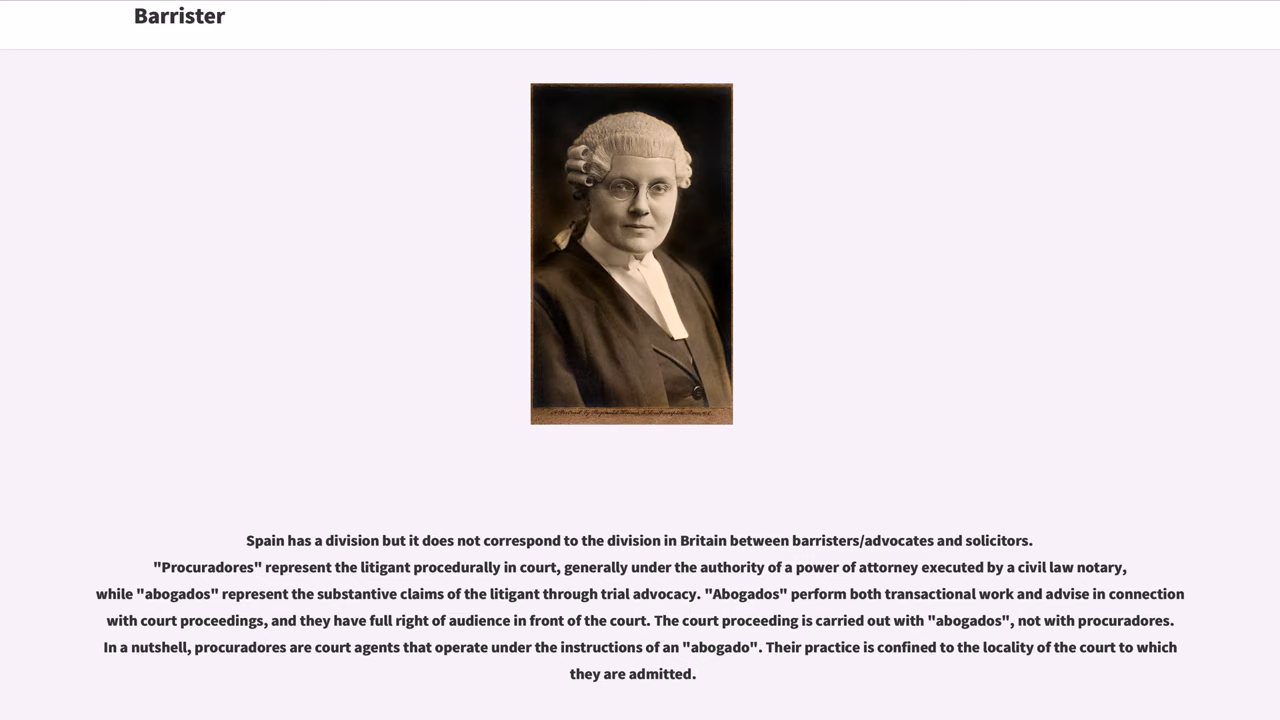 Barrister
Spain has a division but it does not correspond to the division in Britain between barristers/advocates and solicitors.
"Procuradores" represent the litigant procedurally in court, generally under the authority of a power of attorney executed by a civil law notary,
while "abogados" represent the substantive claims of the litigant through trial advocacy. "Abogados" perform both transactional work and advise in connection
with court proceedings, and they have full right of audience in front of the court. The court proceeding is carried out with "abogados", not with procuradores.
In a nutshell, procuradores are court agents that operate under the instructions of an "abogado". Their practice is confined to the locality of the court to which
they are admitted.